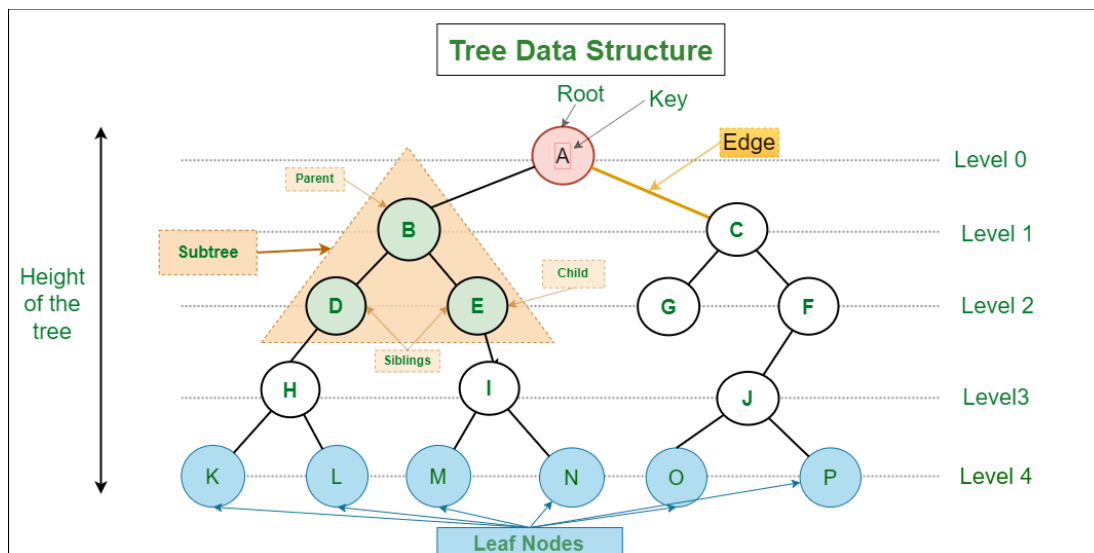 Tree Data Structure
Root
Key
A
Edge
Level 0
Parent
B
C
Level 1
Subtree
Height
of the
tree
Child
D
E
G
F
Level 2
Siblings
H
I
J
Level3
K
L
M
N
O
P
Level 4
Leaf Nodes